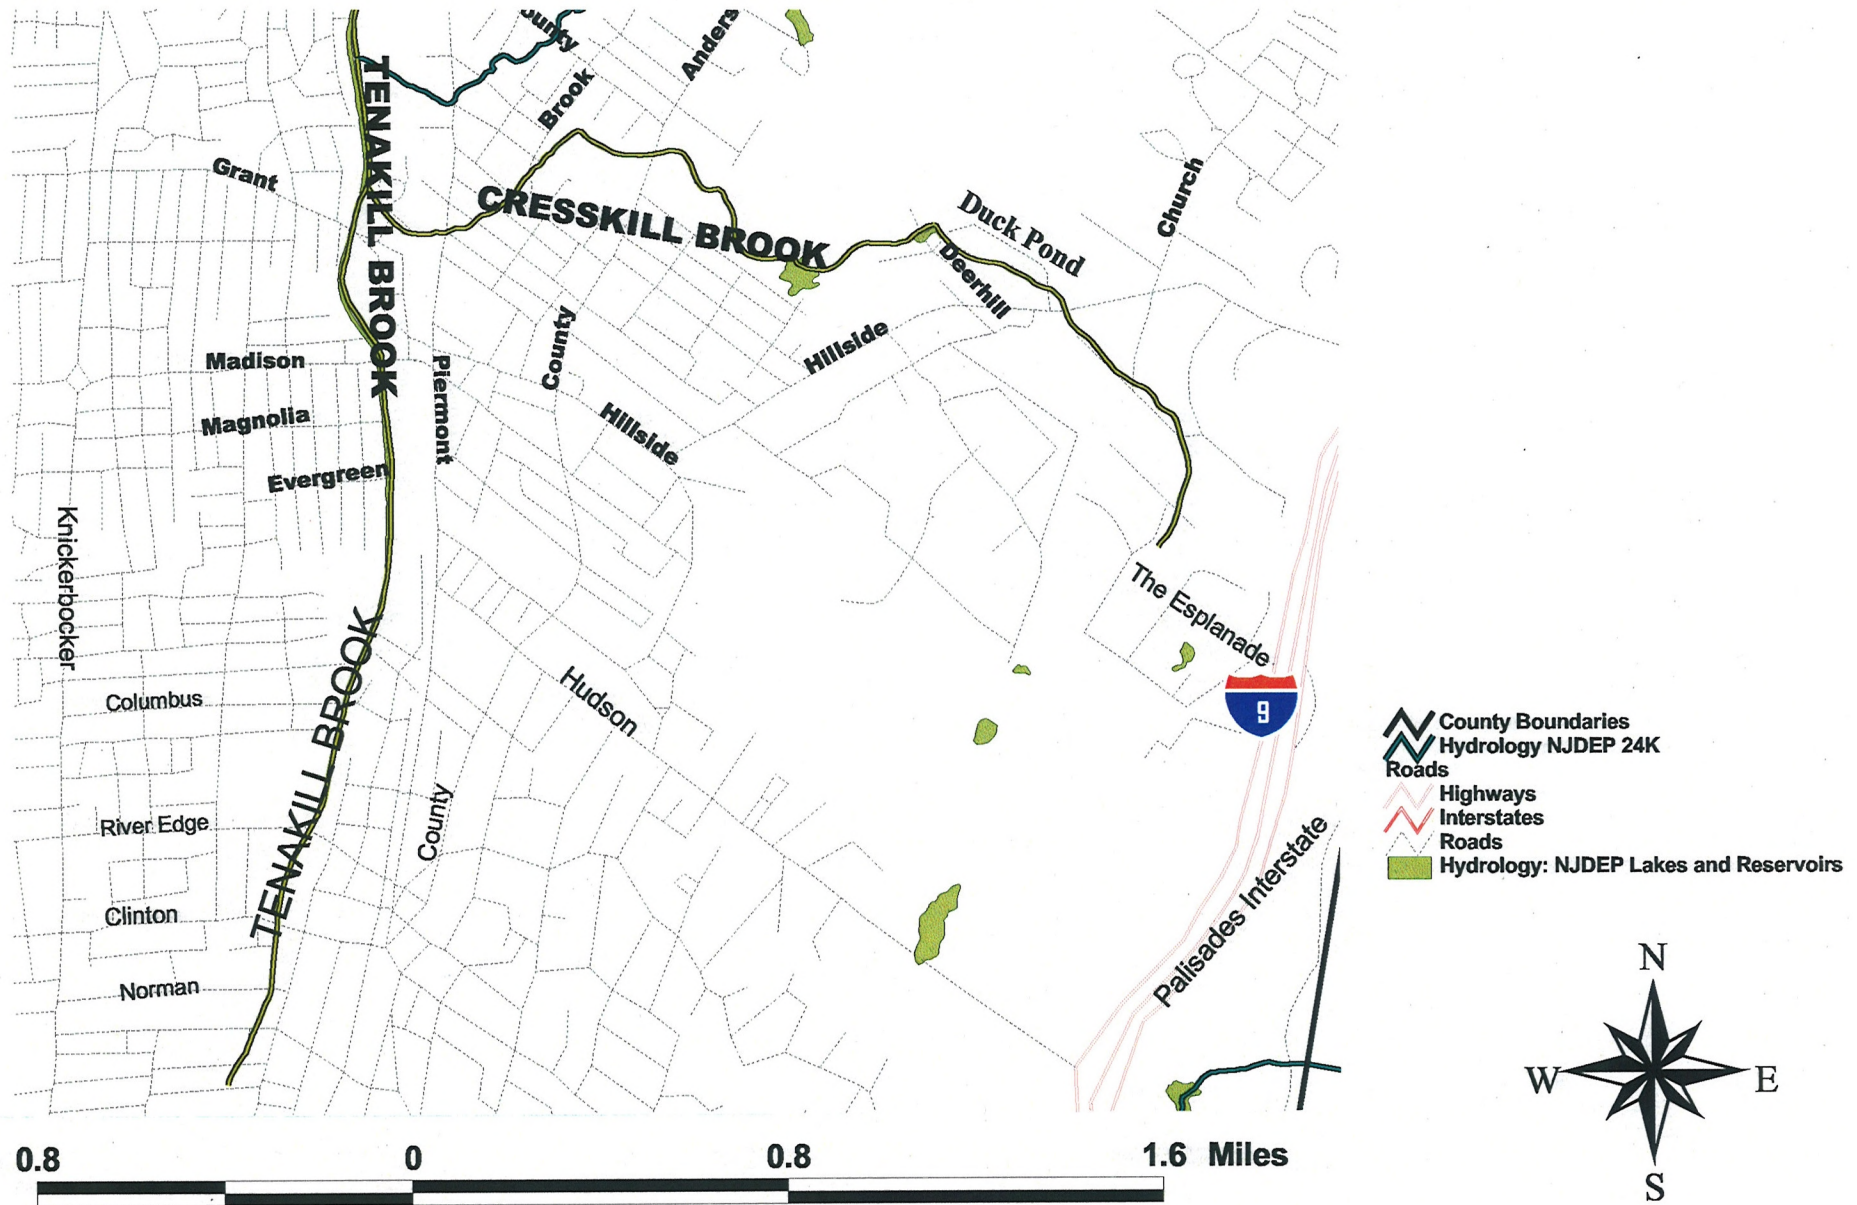 ounty
Anders
Brook
TENAKILL BROOK
Grant
CRESSKILL BROOK
Duck Pond
Church
Deerhill
Hillside
County
Madison
Piermont
Magnolia
Hillside
Evergreen
Knickerbocker
The Esplanade
TENAKILL BROOK
Hudson
Columbus
9
River Edge
County
Palisades Interstate
Clinton
Norman
County Boundaries
Hydrology NJDEP 24K
Roads
Highways
Interstates
Roads
Hydrology: NJDEP Lakes and Reservoirs
N
W
E
S
0.8 0 0.8 1.6 Miles